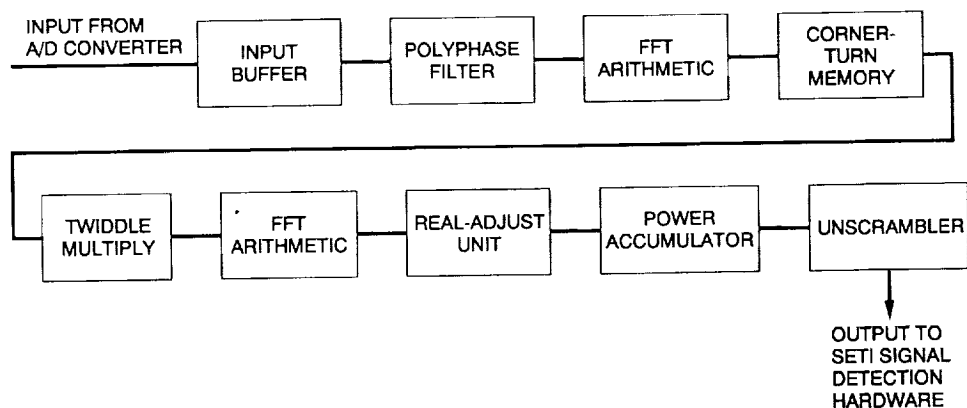 INPUT FROM
A/D CONVERTER
INPUT
BUFFER
POLYPHASE
FILTER
FFT
ARITHMETIC
CORNER-
TURN
MEMORY
TWIDDLE
MULTIPLY
FFT
ARITHMETIC
REAL-ADJUST
UNIT
POWER
ACCUMULATOR
UNSCRAMBLER
OUTPUT TO
SETI SIGNAL
DETECTION
HARDWARE